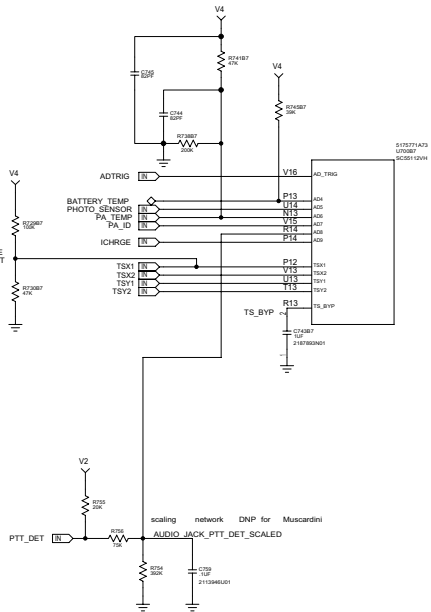 V4
C745
82PF
R741B7
47K
V4
C744
82PF
R745B7
39K
R738B7
200K
5175771A73
U700B7
SC55112VH
ADTRIG
IN
V16
AD_TRIG
V4
BATTERY_TEMP
P13
AD4
PHOTO_SENSOR
IN
U14
AD5
PA_TEMP
IN
N13
AD6
PA_ID
IN
V15
AD7
R14
AD8
ICHRGE
IN
P14
AD9
R729B7
100K
E
T
TSX1
IN
P12
TSX1
TSX2
IN
V13
TSX2
TSY1
IN
U13
TSY1
TSY2
IN
T13
TSY2
R730B7
47K
R13
TS_BYP
TS_BYP
2
C743B7
1UF
2187893N01
1
V2
R755
20K
scaling network DNP for Muscardini
PTT_DET
IN
R756
75K
AUDIO_JACK_PTT_DET_SCALED
R754
392K
C759
.1UF
2113946U01